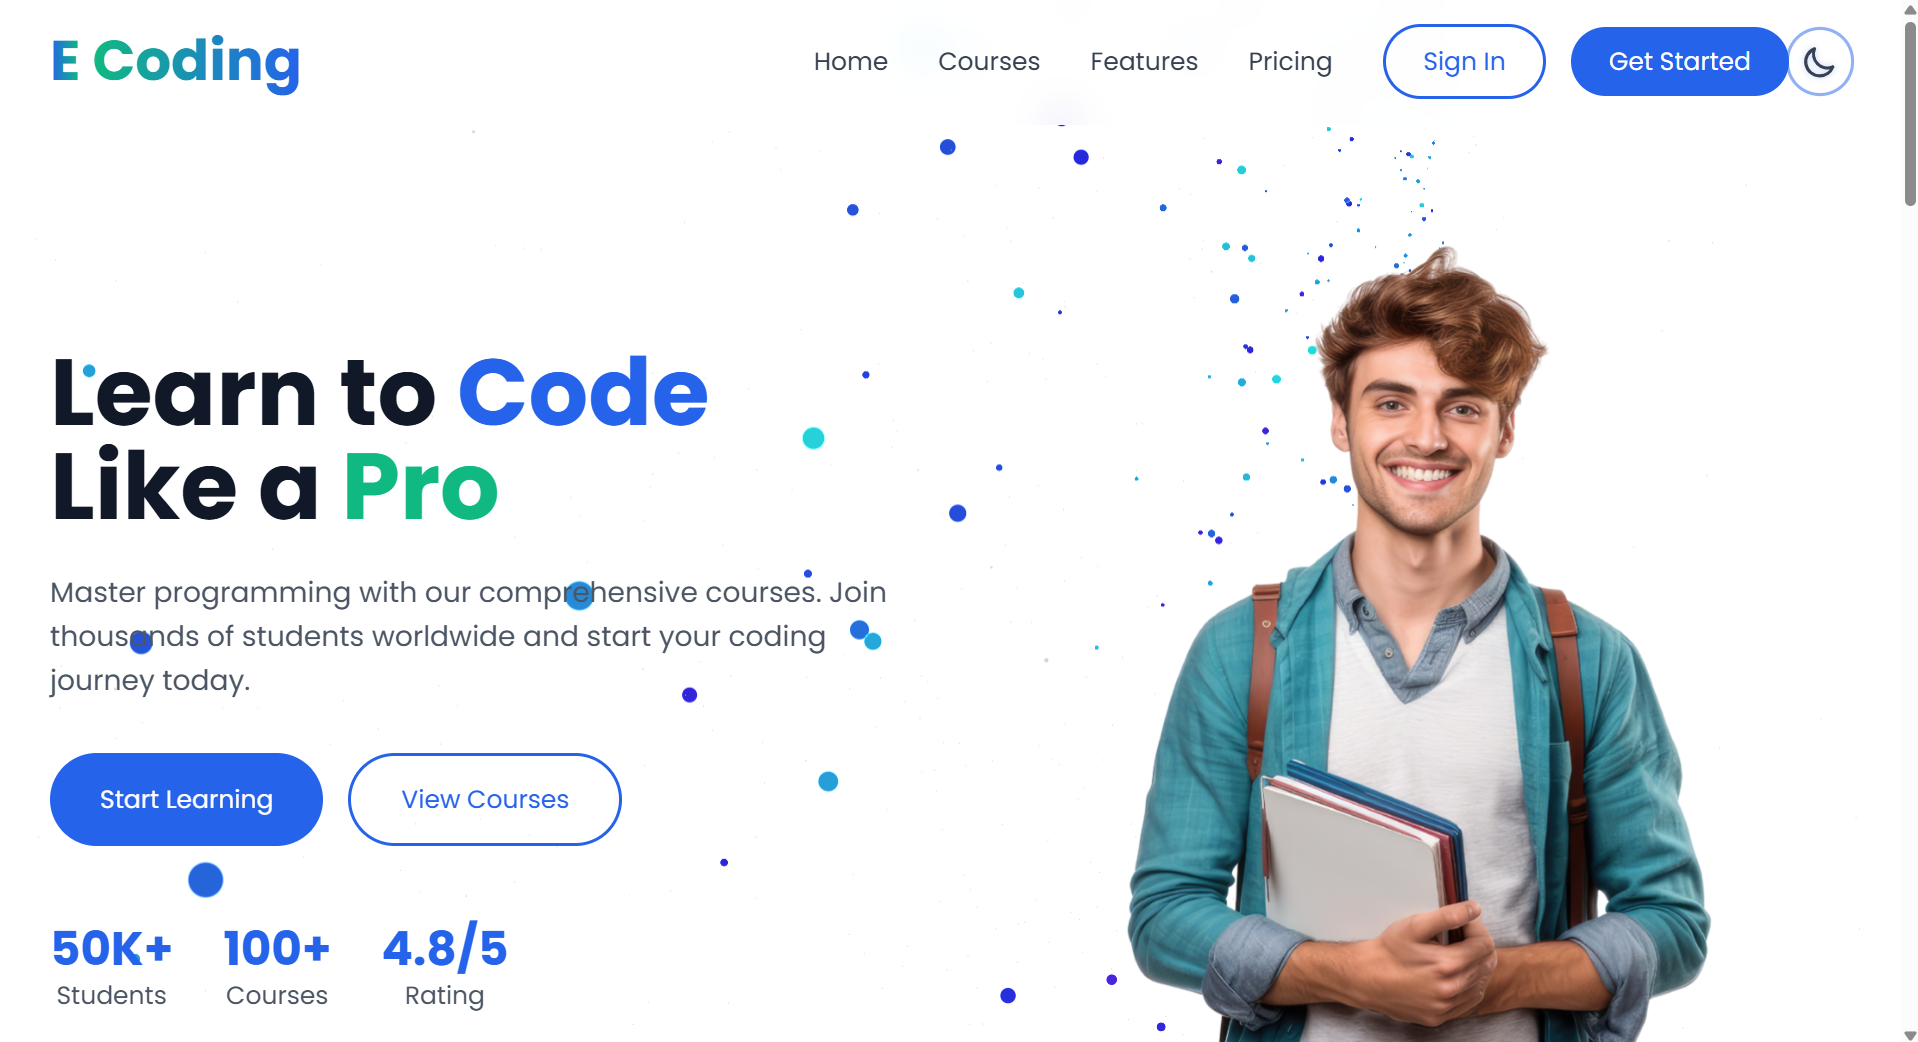 E Coding
Home
Courses
Features
Pricing
Sign In
Get Started
Learn to Code
Like a Pro
Master programming with our comprehensive courses. Join
thousands of students worldwide and start your coding
journey today.
Start Learning
View Courses
50K+
Students
100+
Courses
4.8/5
Rating